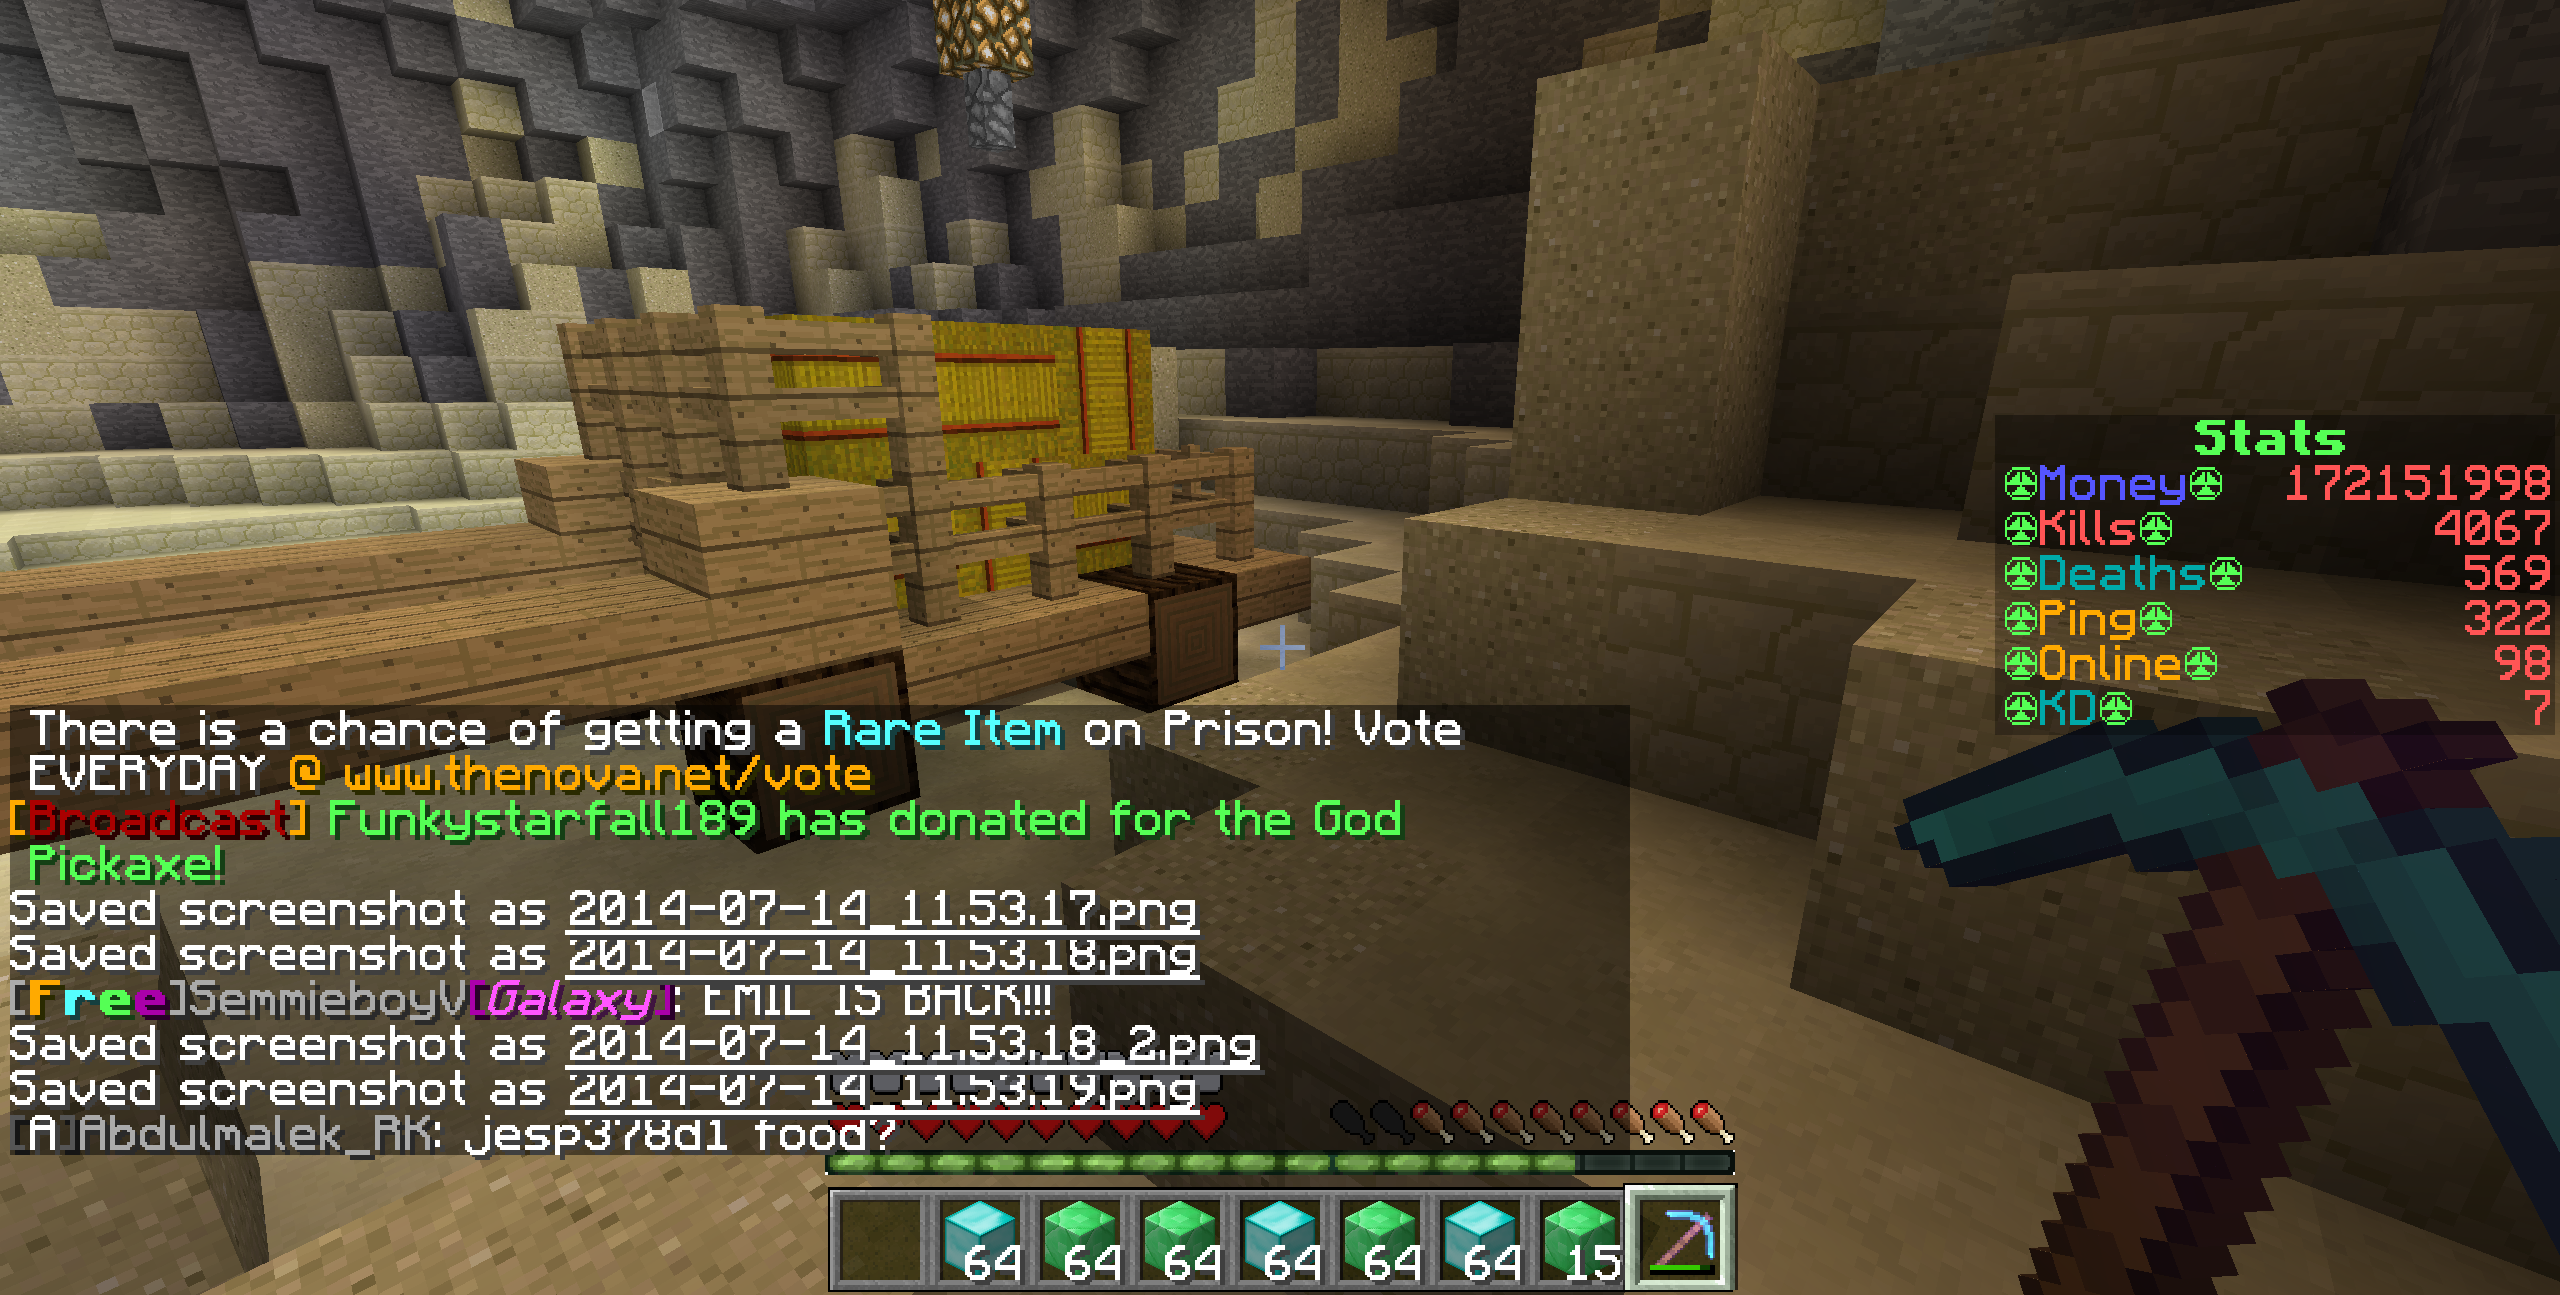 There is a chance of getting a Rare Item on Prison! Vote
EVERYDAY @ www.thenova.net/vote
[Broadcast] Funkystarfall189 has donated for the God
Pickaxe!
Saved screenshot as 2014-07-14_11.53.17.png
Saved screenshot as 2014-07-14_11.53.18.png
[Free]SemmieboyV[Galaxy]: EMIL IS BACK!!!
Saved screenshot as 2014-07-14_11.53.18_2.png
Saved screenshot as 2014-07-14_11.53.19.png
[A]Abdulmalek_RK: jesp378d1 food?
Stats
Money 172151998
Kills 4067
Deaths 569
Ping 322
Online 98
KD 7
64 64 64 64 64 64 15